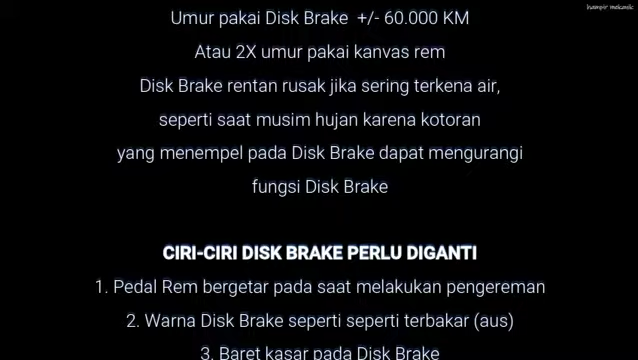 hampir mekanik
Umur pakai Disk Brake +/- 60.000 KM
Atau 2X umur pakai kanvas rem
Disk Brake rentan rusak jika sering terkena air,
seperti saat musim hujan karena kotoran
yang menempel pada Disk Brake dapat mengurangi
fungsi Disk Brake
CIRI-CIRI DISK BRAKE PERLU DIGANTI
1. Pedal Rem bergetar pada saat melakukan pengereman
2. Warna Disk Brake seperti seperti terbakar (aus)
3. Baret kasar pada Disk Brake